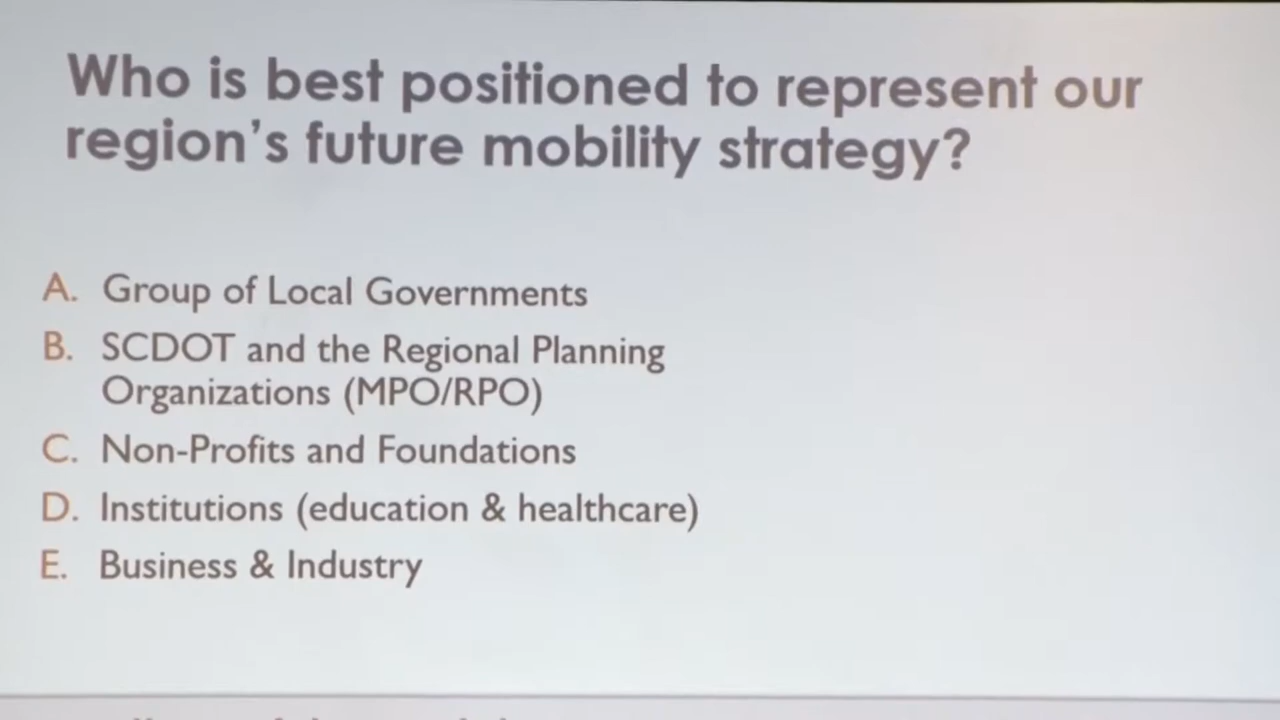 Who is best positioned to represent our
region's future mobility strategy?
A. Group of Local Governments
B. SCDOT and the Regional Planning
Organizations (MPO/RPO)
C. Non-Profits and Foundations
D. Institutions (education & healthcare)
E. Business & Industry